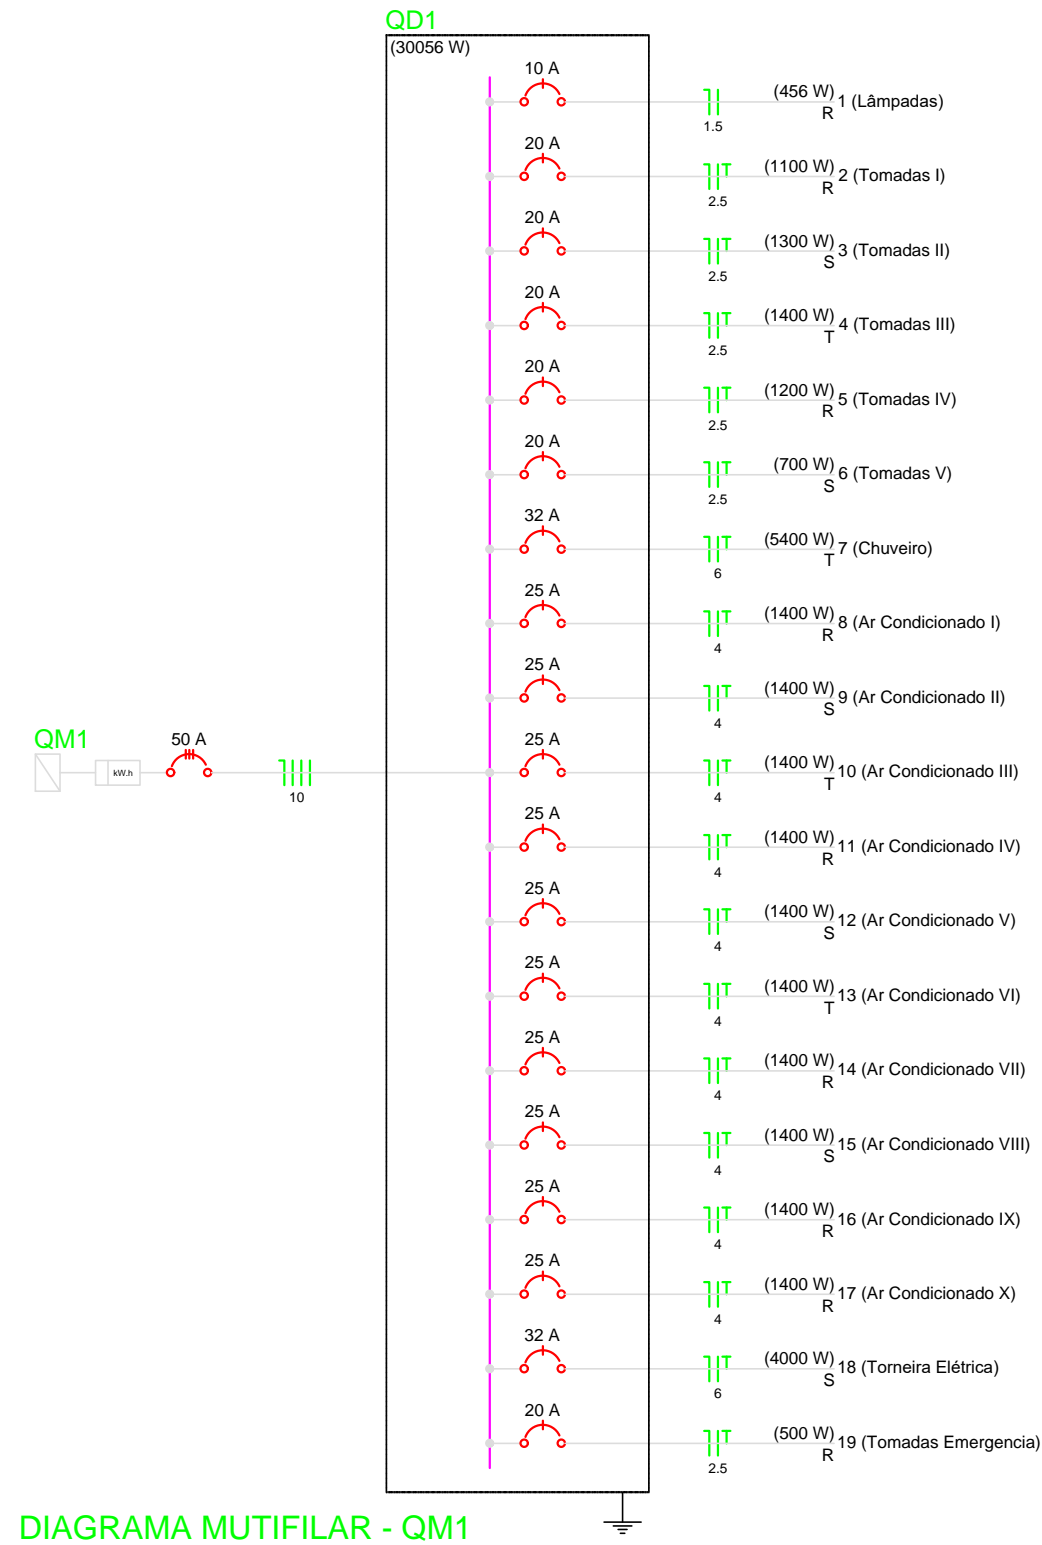 QD1
(30056 W)
10 A
(456 W)
R
1 (Lâmpadas)
1.5
20 A
(1100 W)
R
2 (Tomadas I)
T
2.5
20 A
(1300 W)
S
3 (Tomadas II)
T
2.5
20 A
(1400 W)
T
4 (Tomadas III)
T
2.5
20 A
(1200 W)
R
5 (Tomadas IV)
T
2.5
20 A
(700 W)
S
6 (Tomadas V)
T
2.5
32 A
(5400 W)
T
7 (Chuveiro)
T
6
25 A
(1400 W)
R
8 (Ar Condicionado I)
T
4
25 A
(1400 W)
S
9 (Ar Condicionado II)
T
4
QM1
kW.h
50 A
10
25 A
(1400 W)
T
10 (Ar Condicionado III)
T
4
25 A
(1400 W)
R
11 (Ar Condicionado IV)
T
4
25 A
(1400 W)
S
12 (Ar Condicionado V)
T
4
25 A
(1400 W)
T
13 (Ar Condicionado VI)
T
4
25 A
(1400 W)
R
14 (Ar Condicionado VII)
T
4
25 A
(1400 W)
S
15 (Ar Condicionado VIII)
T
4
25 A
(1400 W)
R
16 (Ar Condicionado IX)
T
4
25 A
(1400 W)
R
17 (Ar Condicionado X)
T
4
32 A
(4000 W)
S
18 (Torneira Elétrica)
T
6
20 A
(500 W)
R
19 (Tomadas Emergencia)
T
2.5
DIAGRAMA MUTIFILAR - QM1